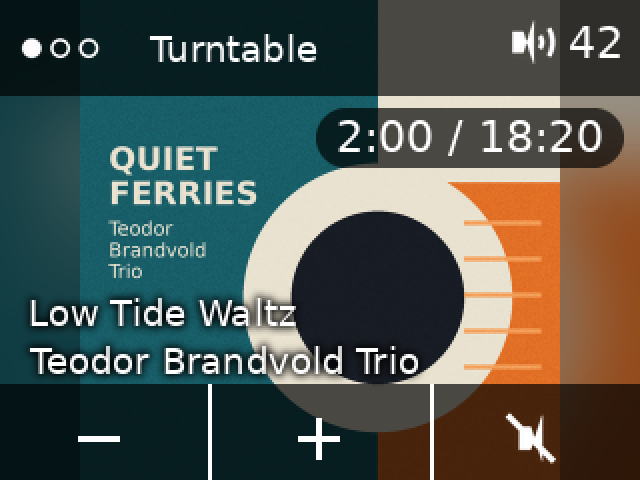 Turntable
42
2:00 / 18:20
QUIET
FERRIES
Teodor
Brandvold
Trio
Low Tide Waltz
Teodor Brandvold Trio